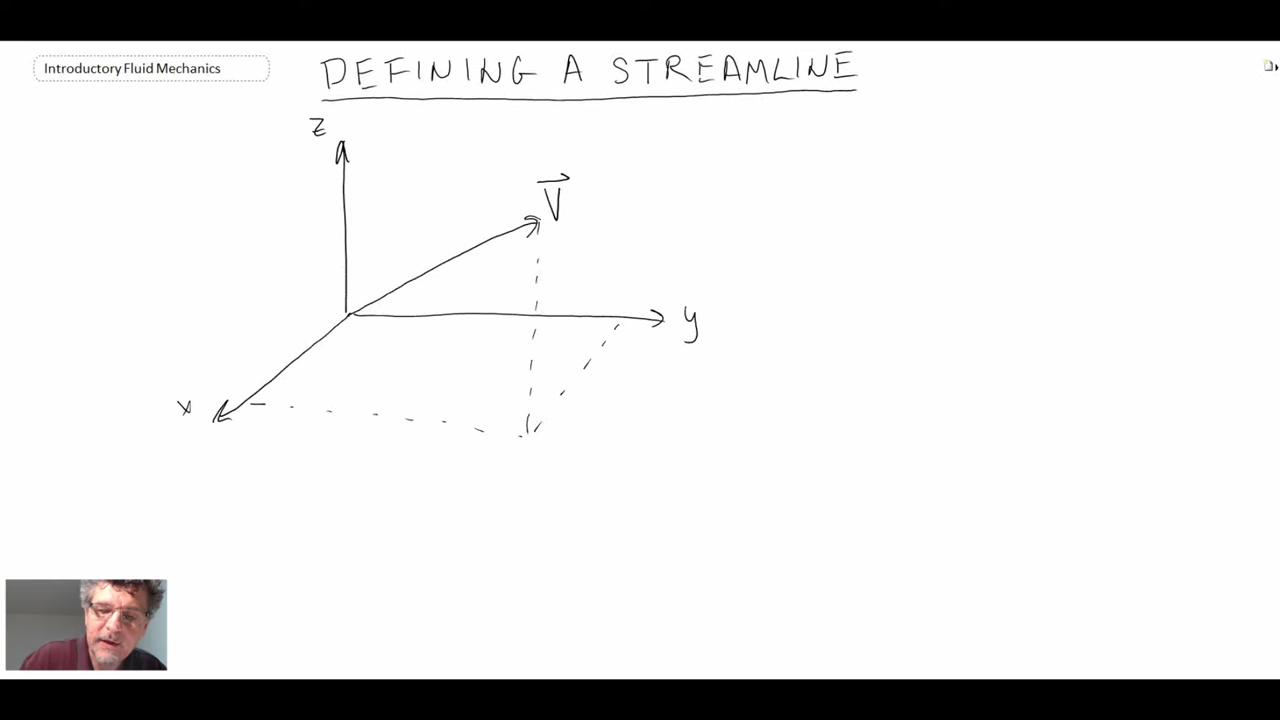 Introductory Fluid Mechanics
DEFINING A STREAMLINE
z
V
y
x